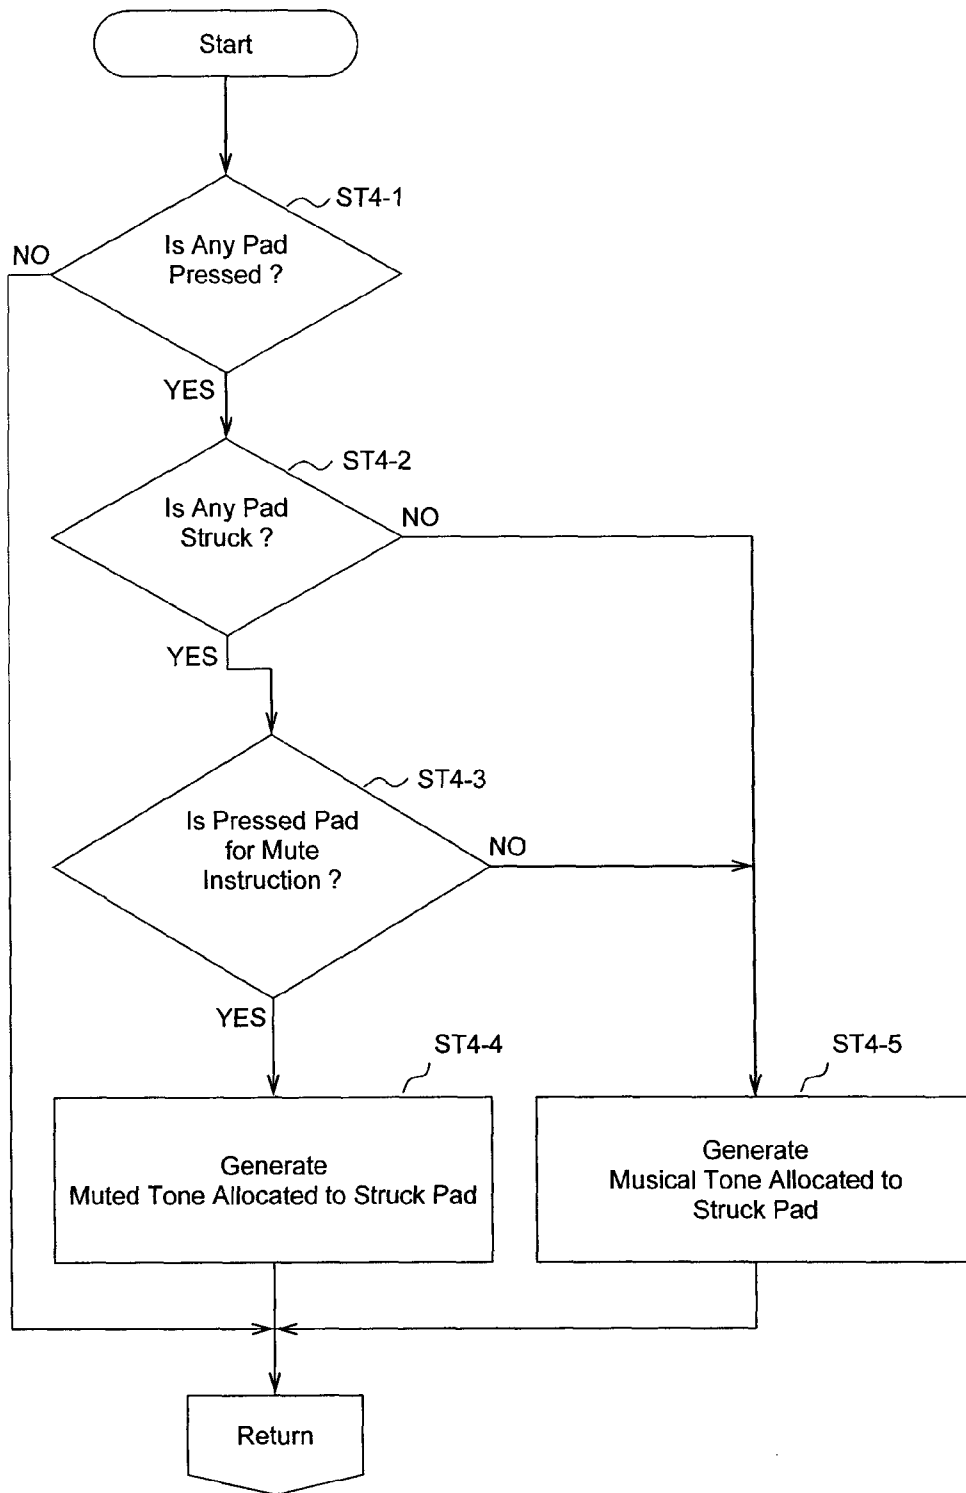 Start
ST4-1
Is Any Pad
Pressed ?
NO
YES
ST4-2
Is Any Pad
Struck ?
NO
YES
ST4-3
Is Pressed Pad
for Mute
Instruction ?
NO
YES
ST4-4
ST4-5
Generate
Muted Tone Allocated to Struck Pad
Generate
Musical Tone Allocated to
Struck Pad
Return